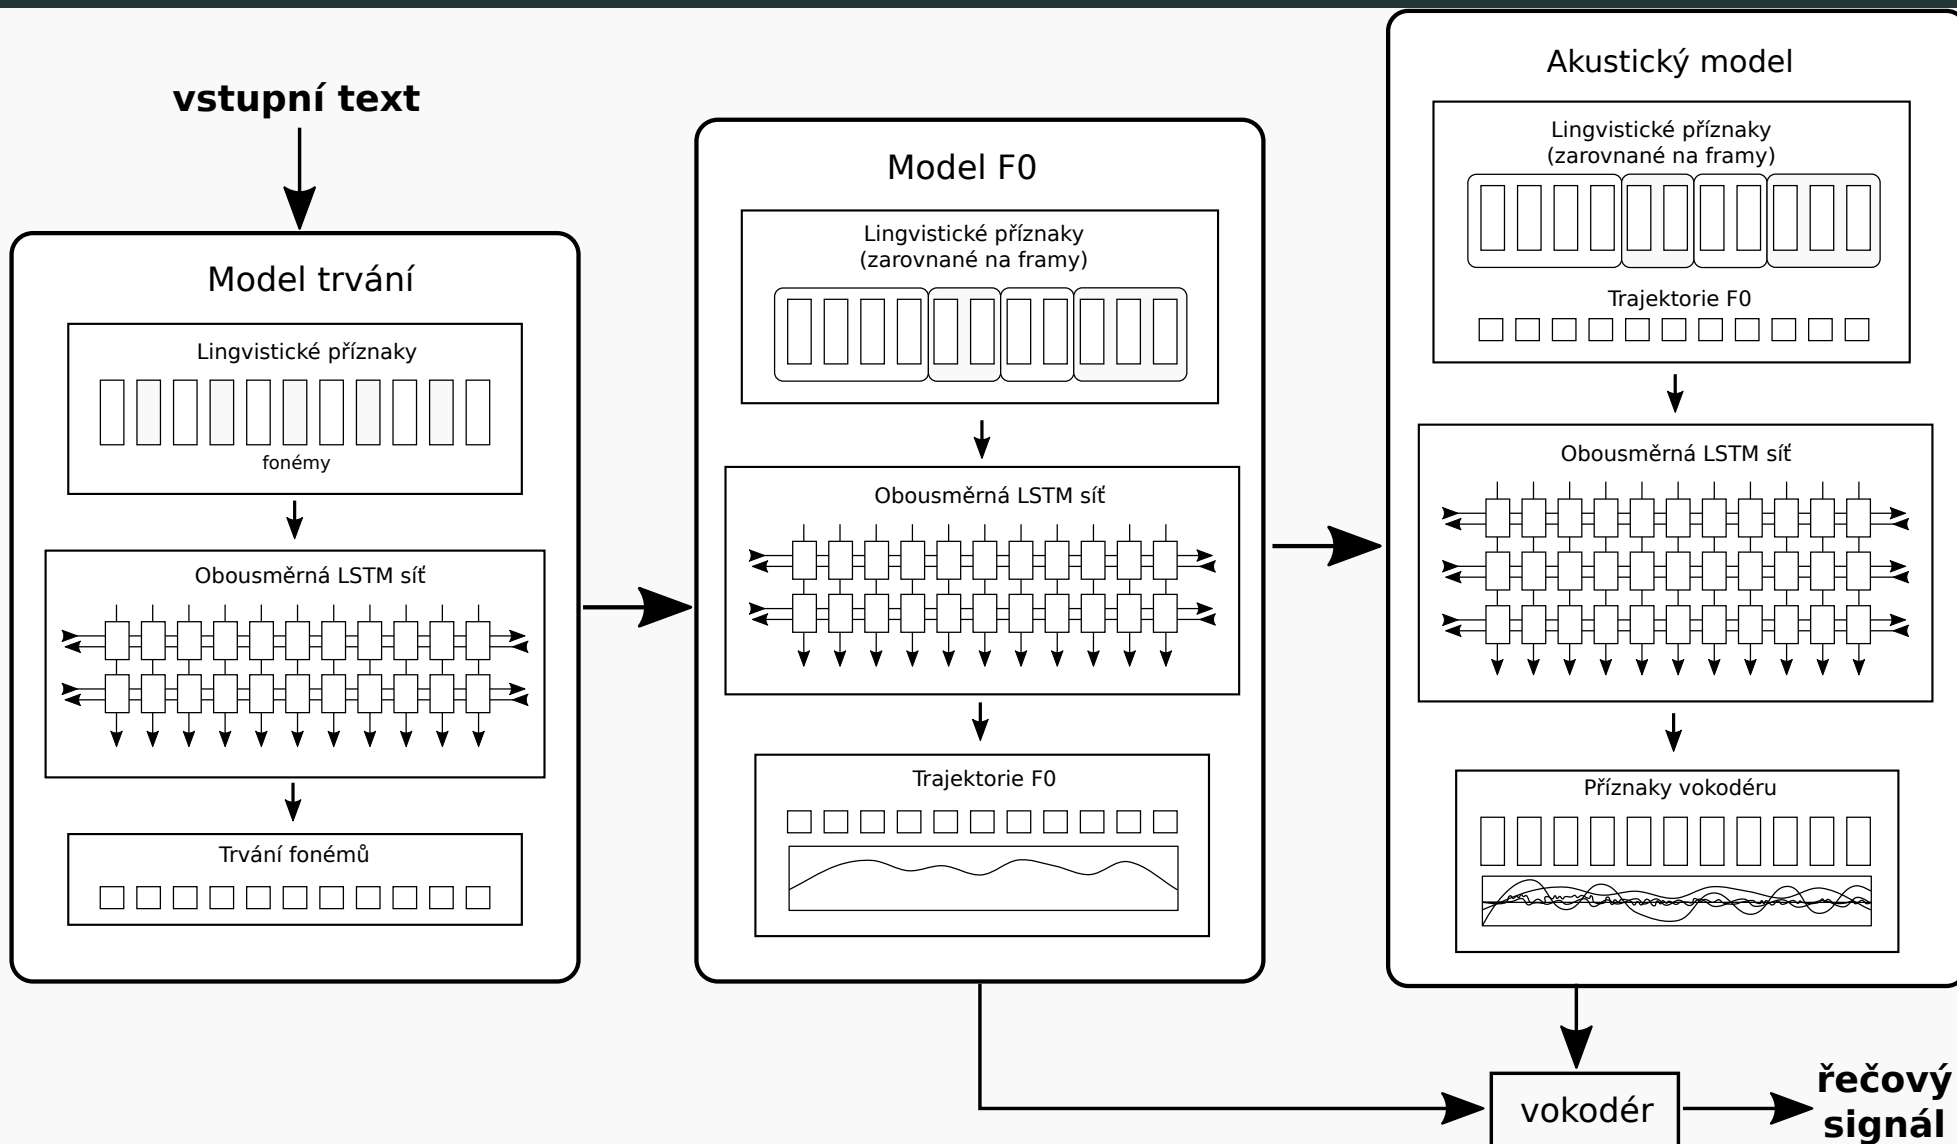 vstupní text
Model trvání
Lingvistické příznaky
fonémy
Obousměrná LSTM síť
Trvání fonémů
Model F0
Lingvistické příznaky
(zarovnané na framy)
Obousměrná LSTM síť
Trajektorie F0
Akustický model
Lingvistické příznaky
(zarovnané na framy)
Trajektorie F0
Obousměrná LSTM síť
Příznaky vokodéru
vokodér
řečový
signál